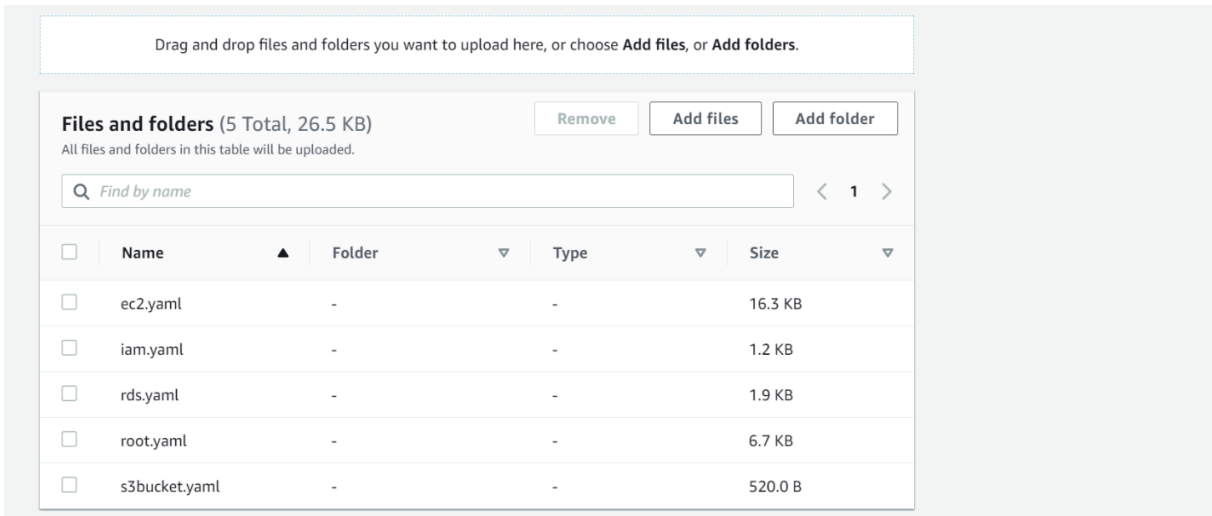 Drag and drop files and folders you want to upload here, or choose Add files, or Add folders.
Files and folders (5 Total, 26.5 KB)
Remove
Add files
Add folder
All files and folders in this table will be uploaded.
Find by name
1
Name Folder Type Size
ec2.yaml - - 16.3 KB
iam.yaml - - 1.2 KB
rds.yaml - - 1.9 KB
root.yaml - - 6.7 KB
s3bucket.yaml - - 520.0 B